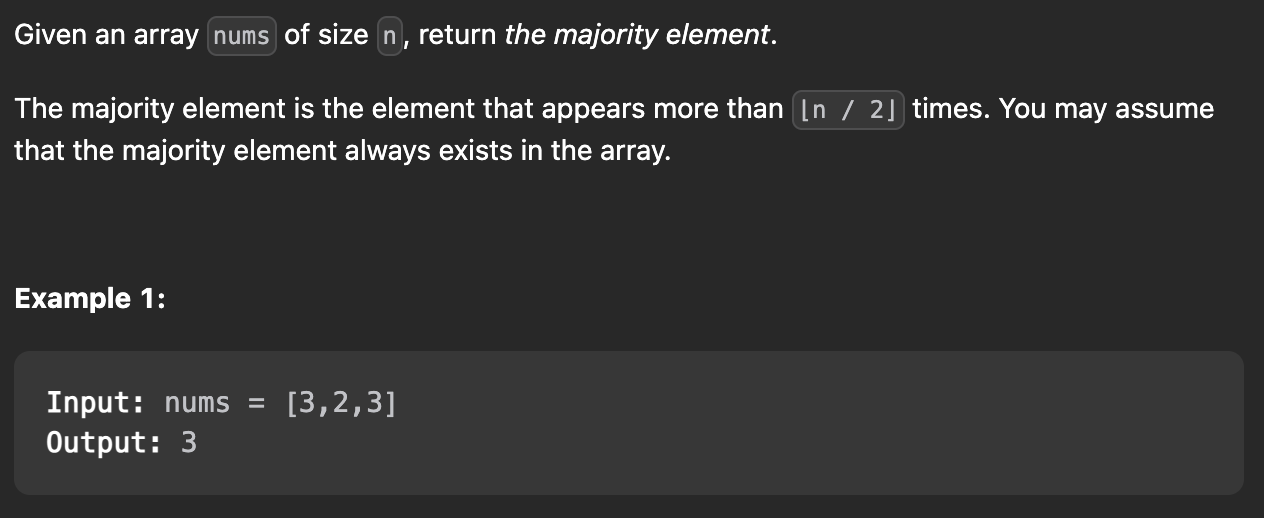 Given an array nums of size n, return the majority element.
The majority element is the element that appears more than ⌊n / 2⌋ times. You may assume
that the majority element always exists in the array.
Example 1:
Input: nums = [3,2,3]
Output: 3